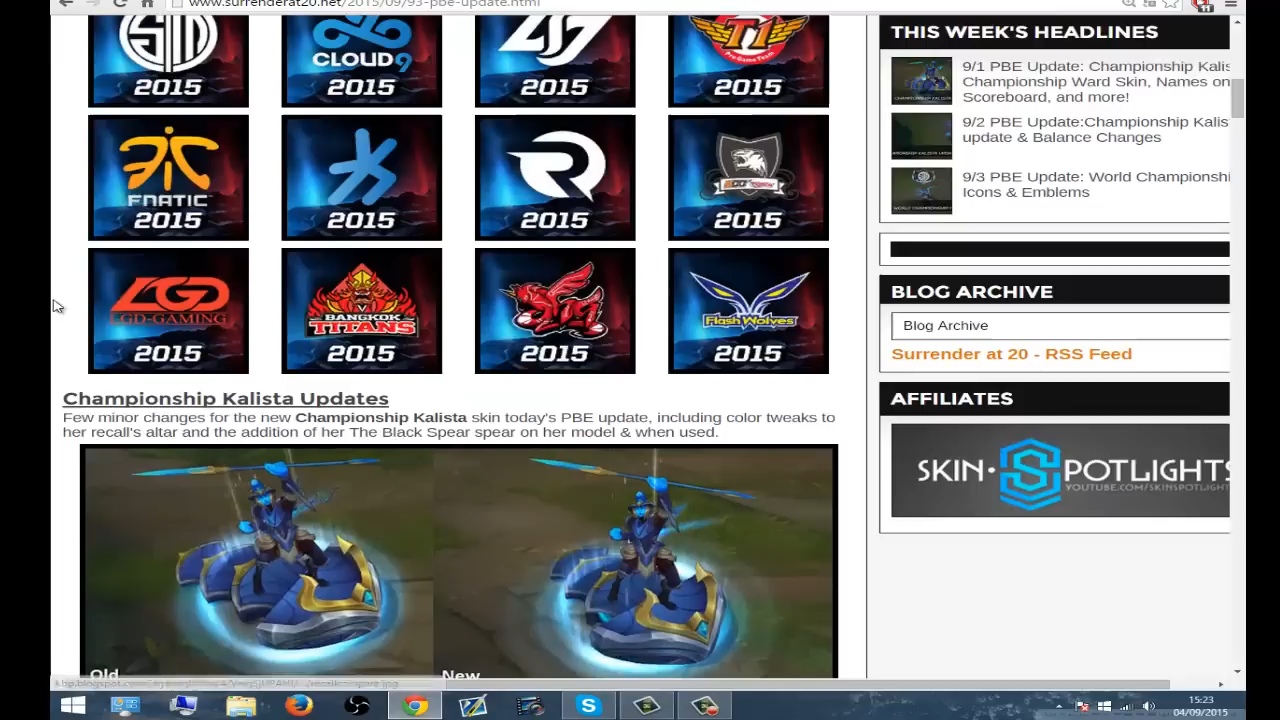 www.surrenderat20.net/2015/09/93-pbe-update.html
11
CLOUD9
T1
2015
2015
2015
2015
FNATIC
2015
2015
2015
2015
LGD
LGD-GAMING
BANGKOK
TITANS
Flash Wolves
2015
2015
2015
2015
Championship Kalista Updates
Few minor changes for the new Championship Kalista skin today's PBE update, including color tweaks to
her recall's altar and the addition of her The Black Spear spear on her model & when used.
Old
New
THIS WEEK'S HEADLINES
9/1 PBE Update: Championship Kalis
Championship Ward Skin, Names on
Scoreboard, and more!
9/2 PBE Update:Championship Kalis
update & Balance Changes
9/3 PBE Update: World Championshi
Icons & Emblems
BLOG ARCHIVE
Blog Archive
Surrender at 20 - RSS Feed
AFFILIATES
SKIN·SPOTLIGHTS
YOUTUBE.COM/SKINSPOTLIGHT
15:23
04/09/2015